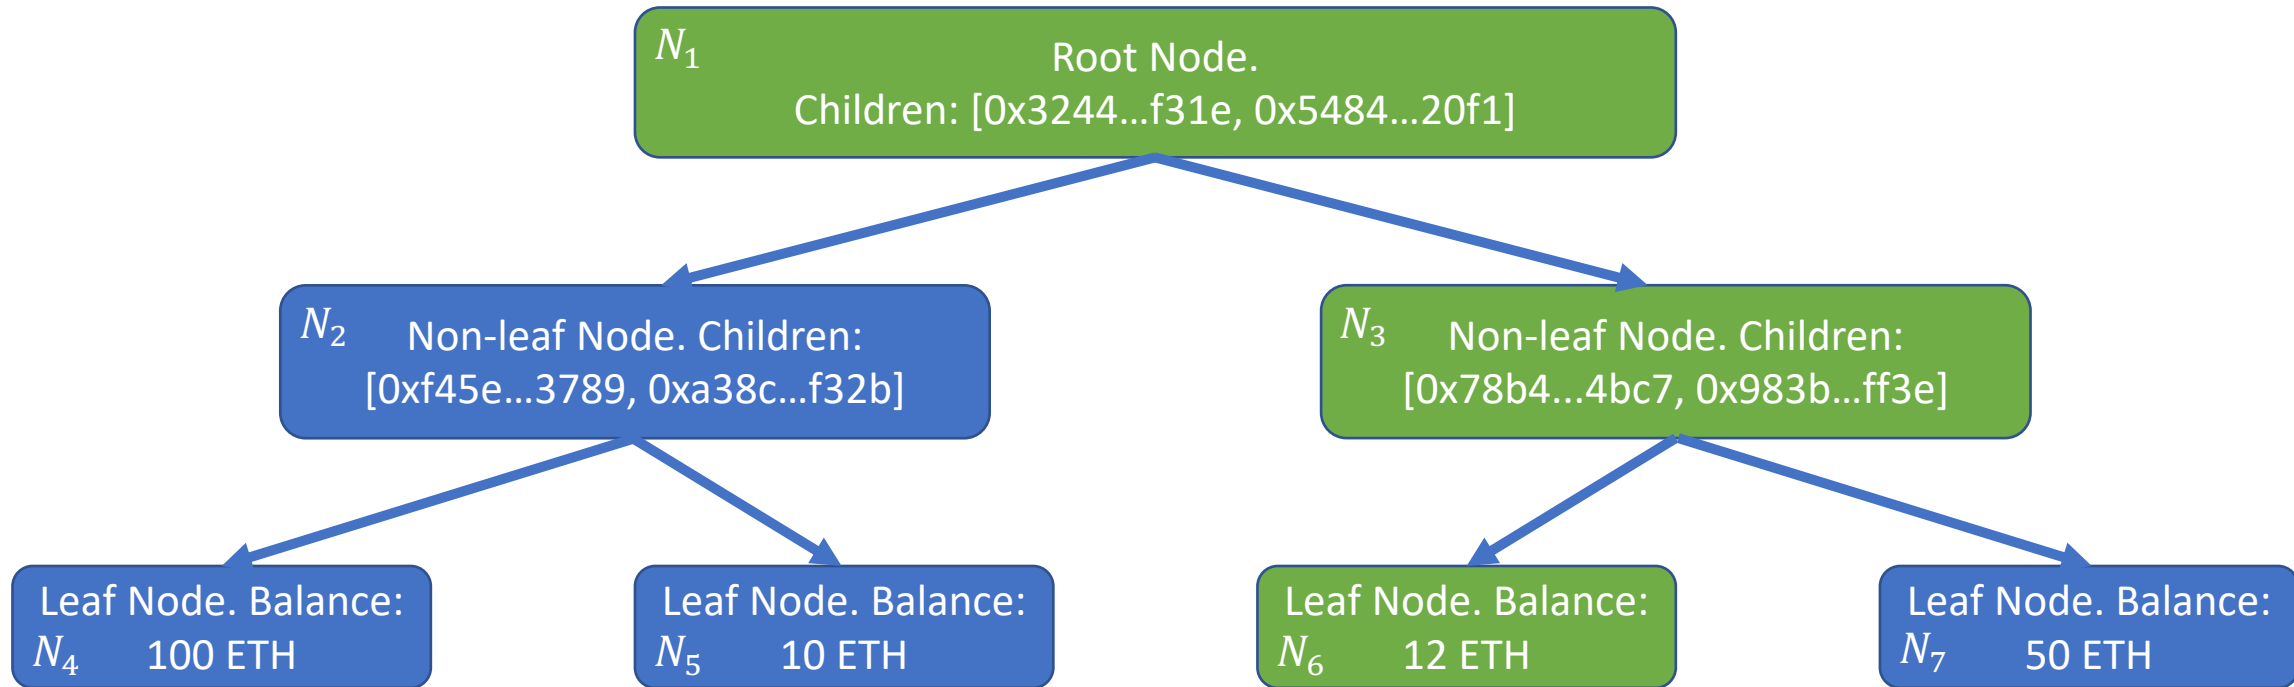 N₁
Root Node.
Children: [0x3244…f31e, 0x5484…20f1]
N₂
Non-leaf Node. Children:
[0xf45e…3789, 0xa38c…f32b]
N₃
Non-leaf Node. Children:
[0x78b4…4bc7, 0x983b…ff3e]
Leaf Node. Balance:
N₄ 100 ETH
Leaf Node. Balance:
N₅ 10 ETH
Leaf Node. Balance:
N₆ 12 ETH
Leaf Node. Balance:
N₇ 50 ETH